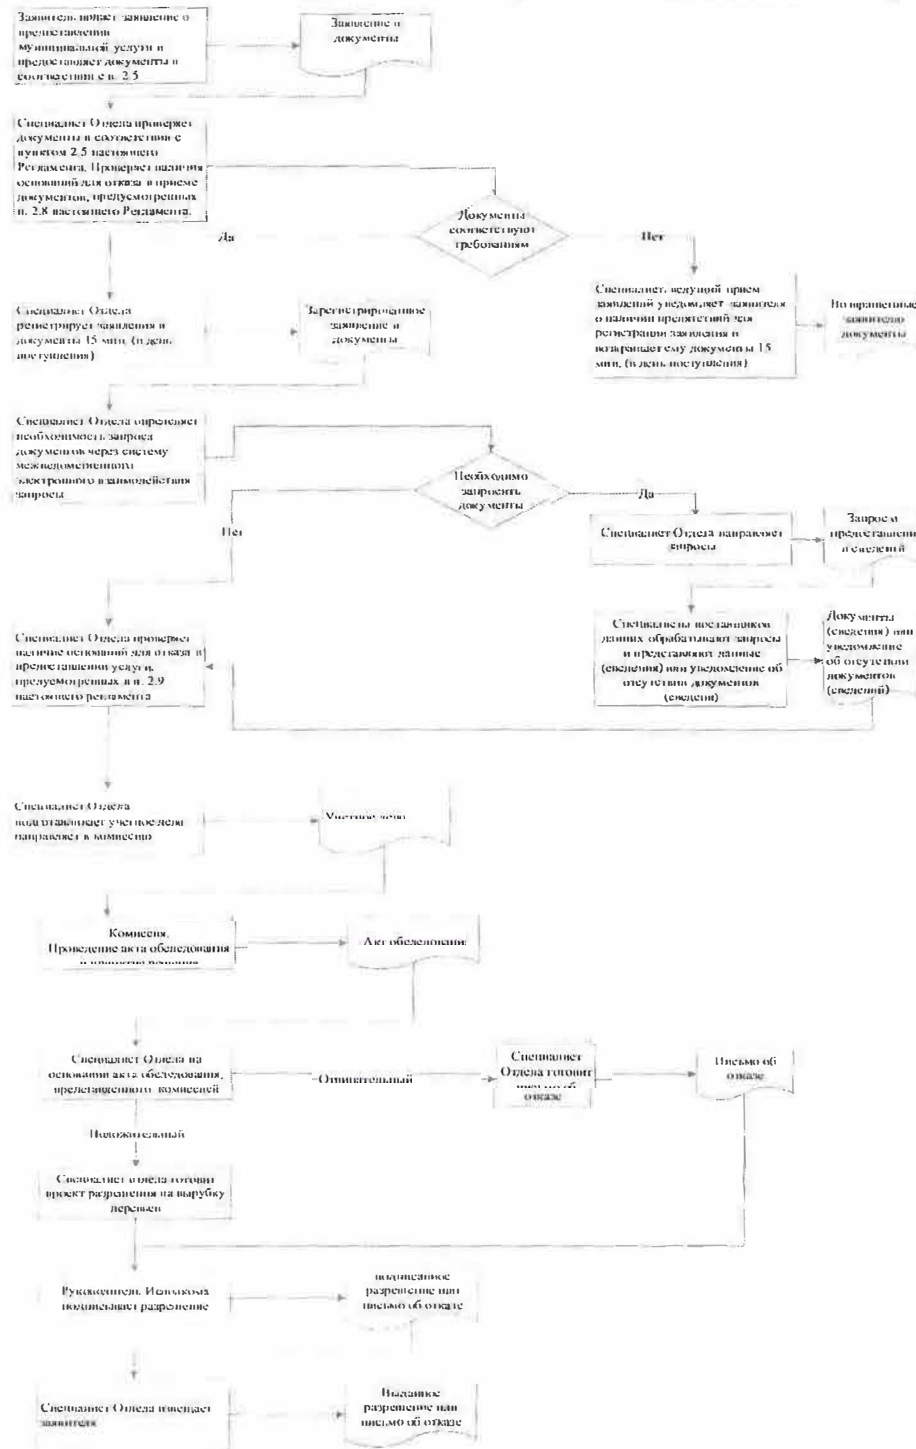 Заявитель подает заявление о
предоставлении
муниципальной услуги и
предоставляет документы в
соответствии с п. 2.5
Заявление и
документы
Специалист Отдела проверяет
документы в соответствии с
пунктом 2.5 настоящего
Регламента. Проверяет наличия
оснований для отказа в приеме
документов, предусмотренных
п. 2.8 настоящего Регламента.
Документы
соответствуют
требованиям
Да
Нет
Специалист Отдела
регистрирует заявления и
документы 15 мин. (в день
поступления)
Зарегистрированное
заявление и
документы
Специалист, ведущий прием
заявлений уведомляет заявителя
о наличии препятствий для
регистрации заявления и
возвращает ему документы 15
мин. (в день поступления)
Возвращенные
заявителю
документы
Специалист Отдела определяет
необходимость запроса
документов через систему
межведомственного
электронного взаимодействия
запросы
Необходимо
запросить
документы
Да
Нет
Специалист Отдела направляет
запросы
Запрос о
предоставлени
и сведений
Специалист Отдела проверяет
наличие оснований для отказа в
предоставлении услуги,
предусмотренных в п. 2.9
настоящего регламента
Специалисты поставщиков
данных обрабатывают запросы
и представляют данные
(сведения) или уведомление об
отсутствии документов
(сведени)
Документы
(сведения) или
уведомление
об отсутствии
документов
(сведений)
Специалист Отдела
подготавливает учетное дело
направляет в комиссию
Учетное дело
Комиссия.
Проведение акта обследования
и принятие решения
Акт обследования
Специалист Отдела на
основании акта обследования,
представленного комиссией
Отрицательный
Специалист
Отдела готовит
письмо об
отказе
Письмо об
отказе
Положительный
Специалист отдела готовит
проект разрешения на вырубку
деревьев
Руководитель Исполкома
подписывает разрешение
подписанное
разрешение или
письмо об отказе
Специалист Отдела извещает
заявителя
Выданное
разрешение или
письмо об отказе